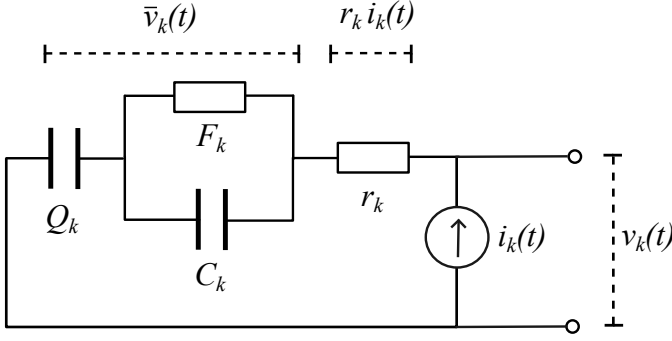 v̄ₖ(t) rₖ iₖ(t)
Fₖ
Qₖ
rₖ
Cₖ
iₖ(t)
vₖ(t)